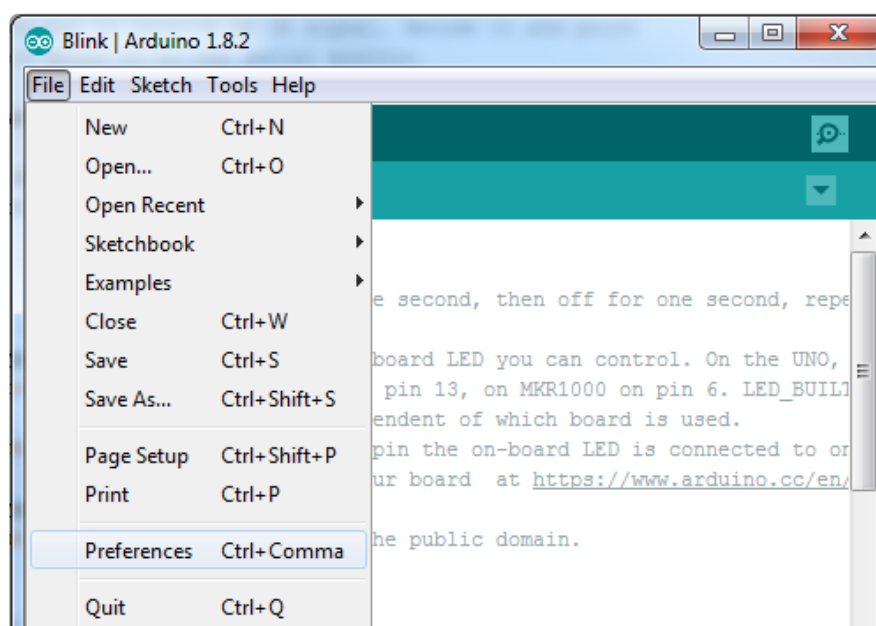 Blink | Arduino 1.8.2
File Edit Sketch Tools Help
New Ctrl+N
Open... Ctrl+O
Open Recent
Sketchbook
Examples
Close Ctrl+W
Save Ctrl+S
Save As... Ctrl+Shift+S
Page Setup Ctrl+Shift+P
Print Ctrl+P
Preferences Ctrl+Comma
Quit Ctrl+Q
e second, then off for one second, repe
board LED you can control. On the UNO,
pin 13, on MKR1000 on pin 6. LED_BUILT
endent of which board is used.
pin the on-board LED is connected to on
ur board at https://www.arduino.cc/en/
he public domain.